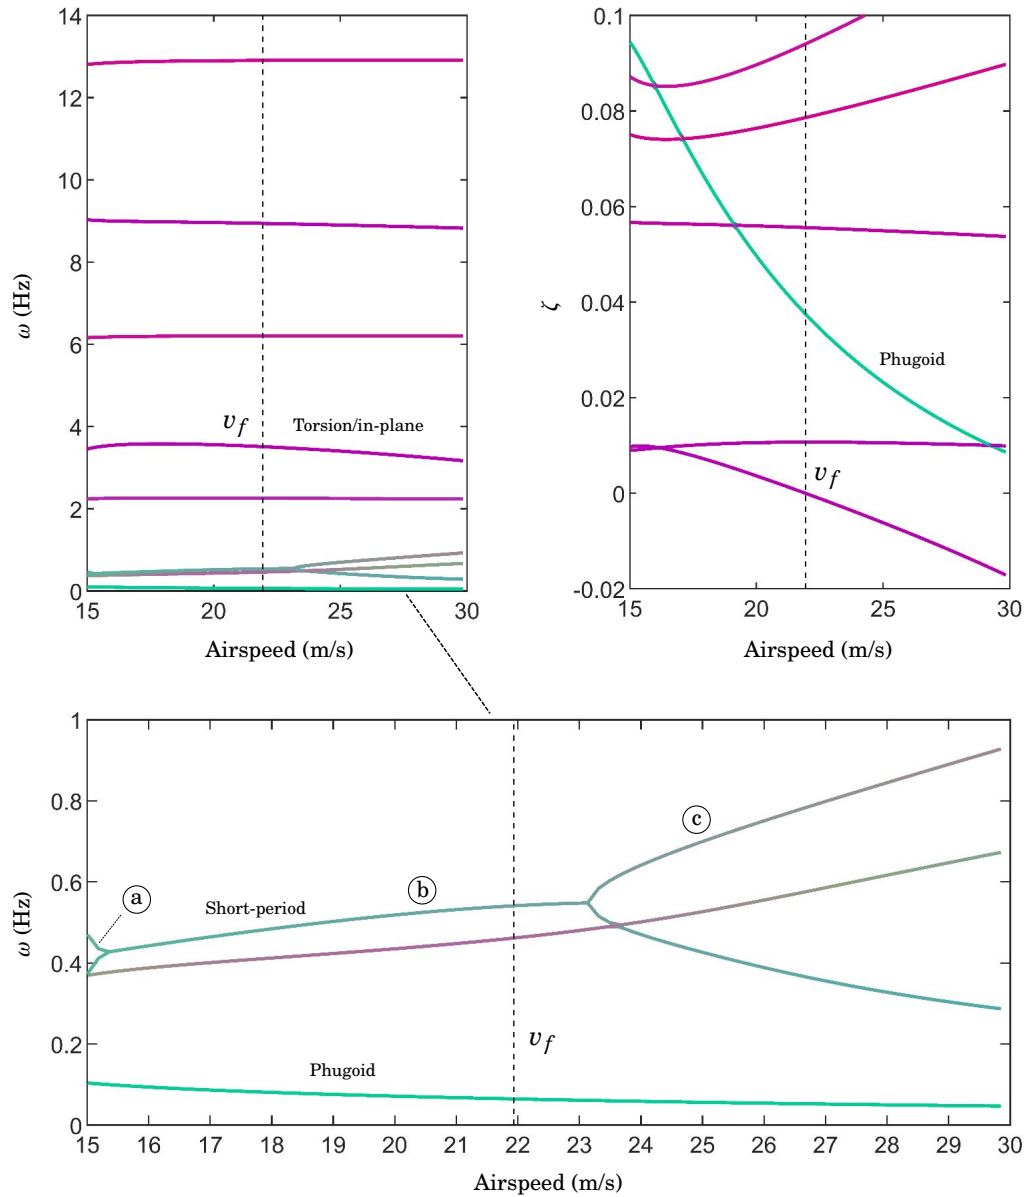 14
12
10
8
6
4
2
0
ω (Hz)
v_f
Torsion/in-plane
15
20
25
30
Airspeed (m/s)
0.1
0.08
0.06
0.04
0.02
0
-0.02
ζ
Phugoid
v_f
15
20
25
30
Airspeed (m/s)
1
0.8
0.6
0.4
0.2
0
ω (Hz)
a
Short-period
b
c
v_f
Phugoid
15 16 17 18 19 20 21 22 23 24 25 26 27 28 29 30
Airspeed (m/s)